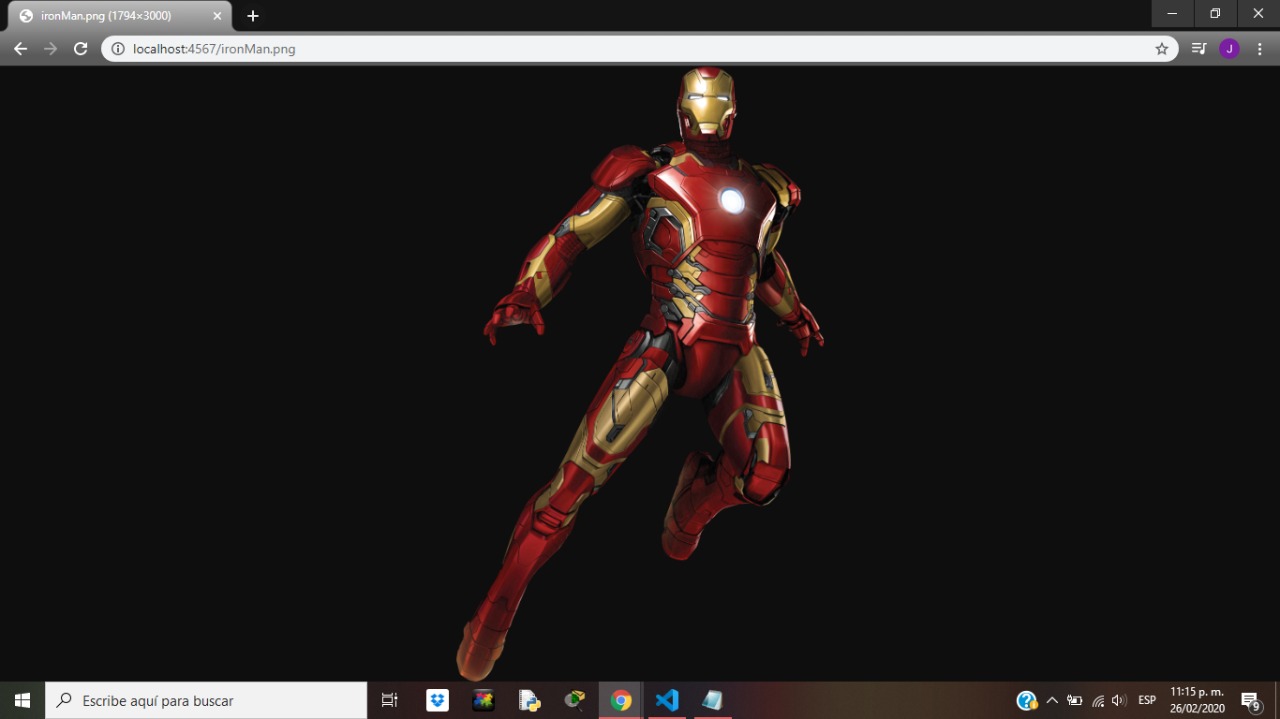 ironMan.png (1794×3000)
localhost:4567/ironMan.png
J
Escribe aquí para buscar
ESP
11:15 p. m.
26/02/2020
9